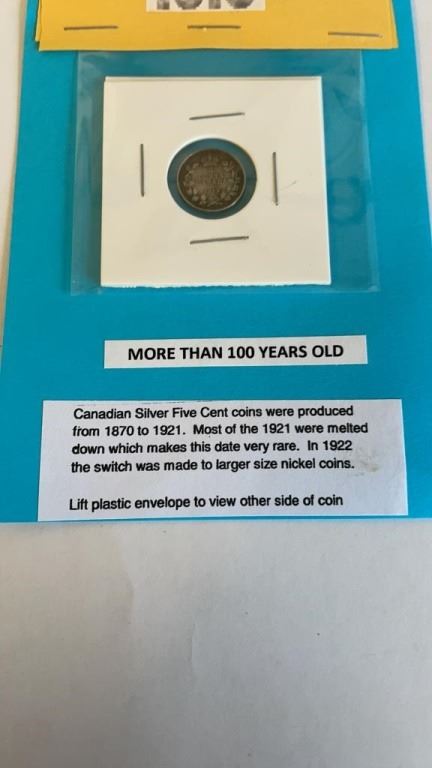 MORE THAN 100 YEARS OLD
Canadian Silver Five Cent coins were produced
from 1870 to 1921. Most of the 1921 were melted
down which makes this date very rare. In 1922
the switch was made to larger size nickel coins.
Lift plastic envelope to view other side of coin